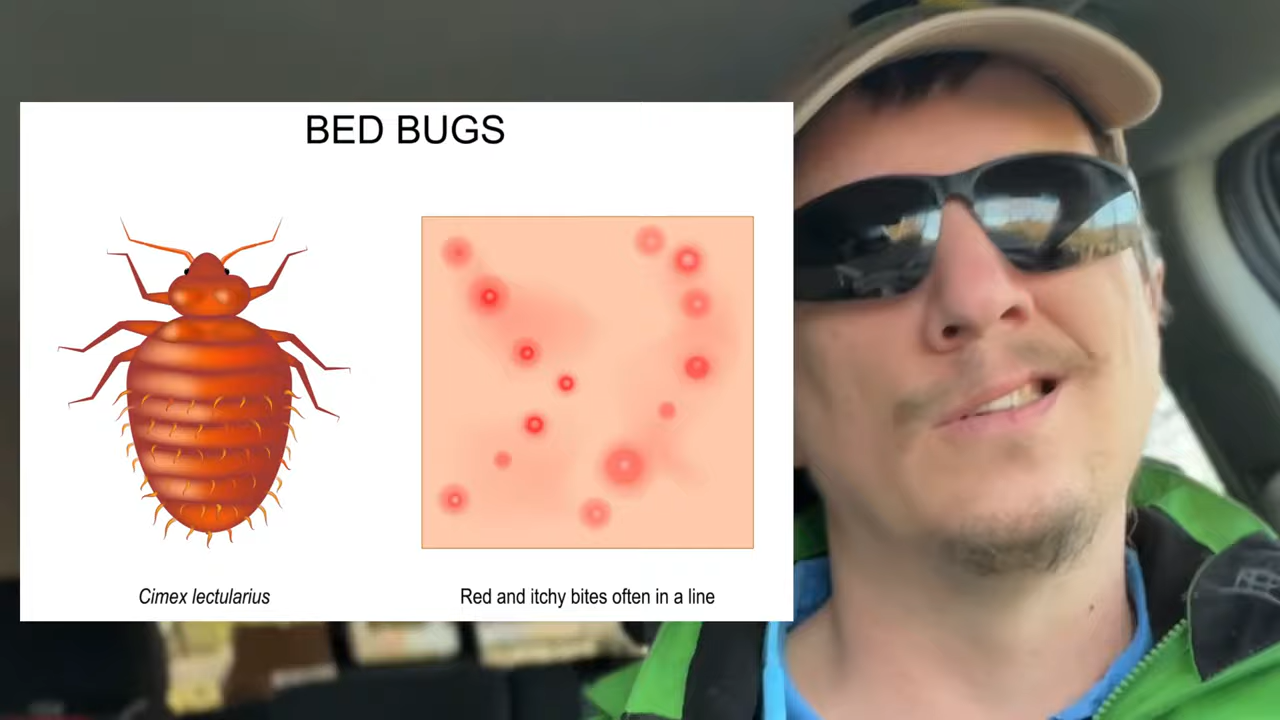 BED BUGS
Cimex lectularius
Red and itchy bites often in a line